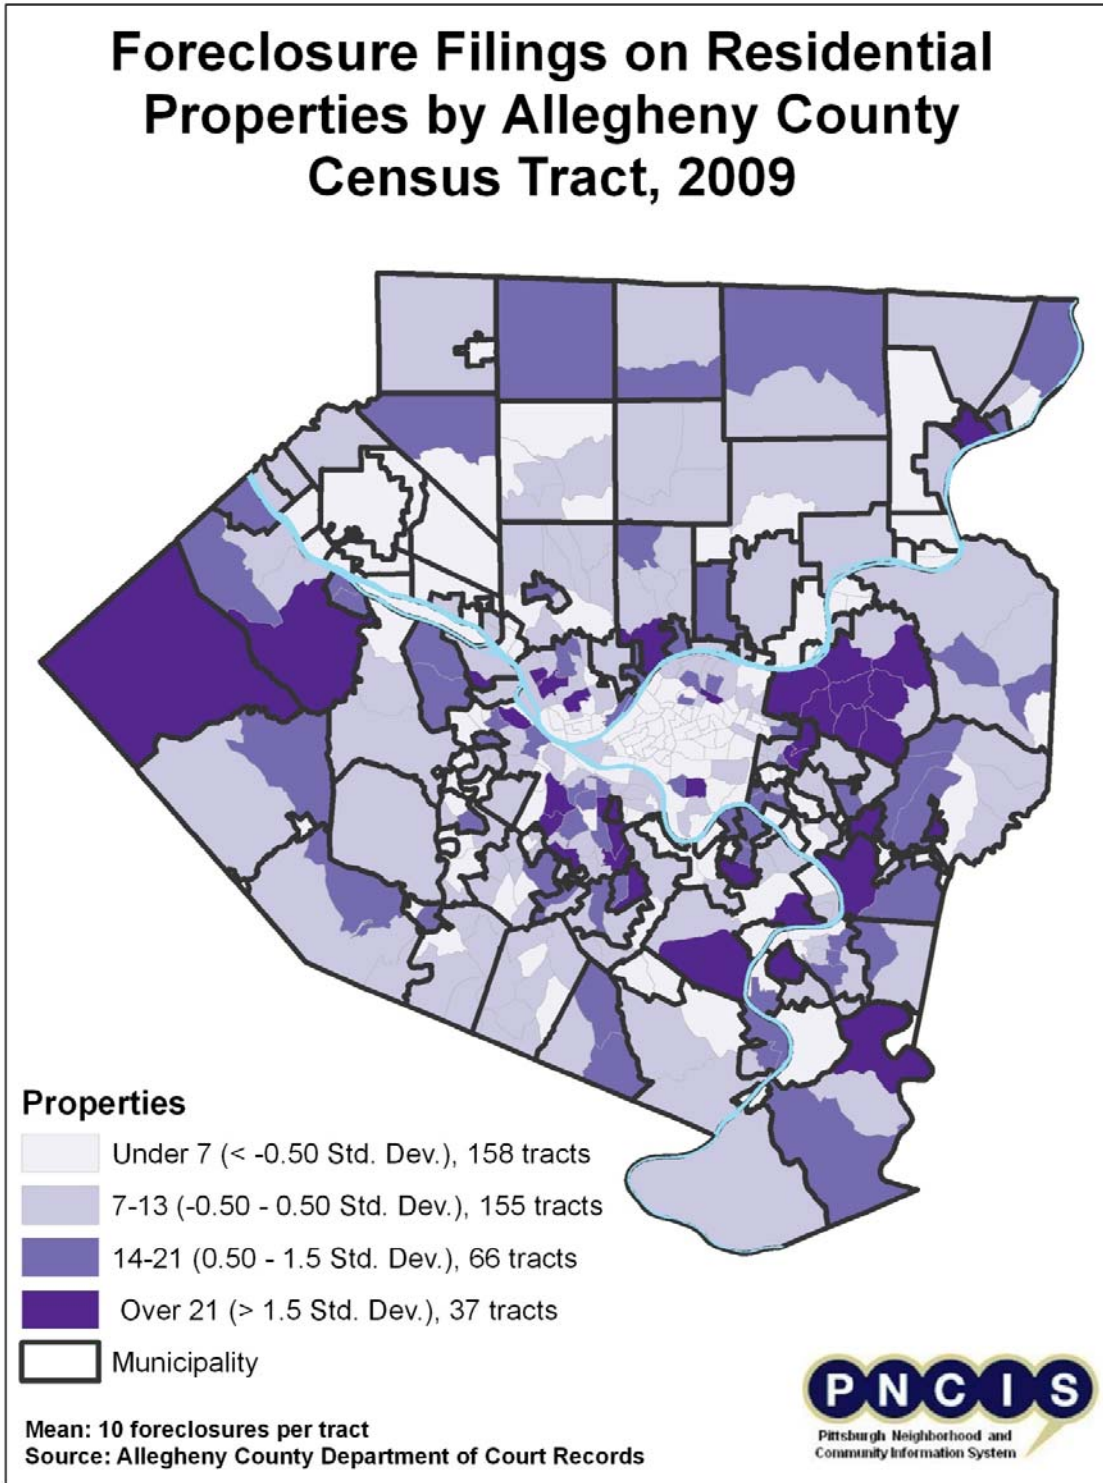 Foreclosure Filings on Residential
Properties by Allegheny County
Census Tract, 2009
Properties
Under 7 (< -0.50 Std. Dev.), 158 tracts
7-13 (-0.50 - 0.50 Std. Dev.), 155 tracts
14-21 (0.50 - 1.5 Std. Dev.), 66 tracts
Over 21 (> 1.5 Std. Dev.), 37 tracts
Municipality
Mean: 10 foreclosures per tract
Source: Allegheny County Department of Court Records
PNCIS
Pittsburgh Neighborhood and
Community Information System